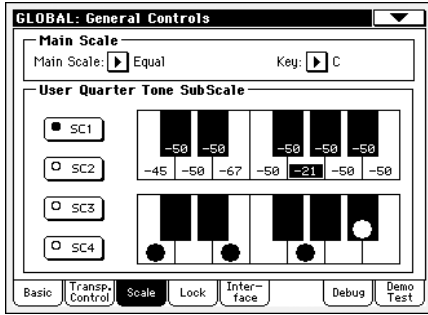 GLOBAL: General Controls
Main Scale
Main Scale: Equal Key: C
User Quarter Tone SubScale
SC1
-50 -50 -50 -50 -50
SC2
-45 -50 -67 -50 -21 -50 -50
SC3
SC4
Basic Transp. Control Scale Lock Inter-face Debug Demo Test